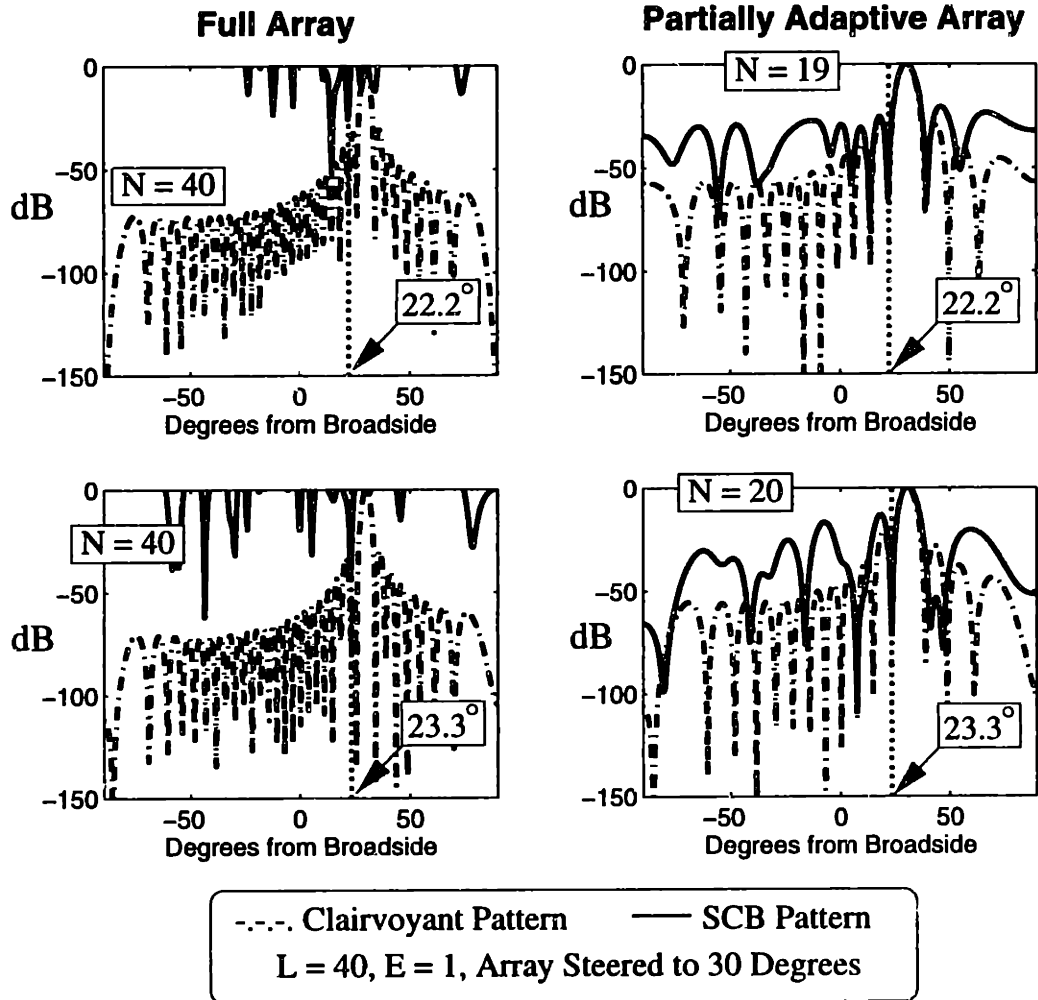 Full Array
Partially Adaptive Array
0
−50
−100
−150
dB
N = 40
22.2°
−50 0 50
Degrees from Broadside
0
−50
−100
−150
dB
N = 19
22.2°
−50 0 50
Degrees from Broadside
0
−50
−100
−150
dB
N = 40
23.3°
−50 0 50
Degrees from Broadside
0
−50
−100
−150
dB
N = 20
23.3°
−50 0 50
Degrees from Broadside
-.-.-. Clairvoyant Pattern —— SCB Pattern
L = 40, E = 1, Array Steered to 30 Degrees